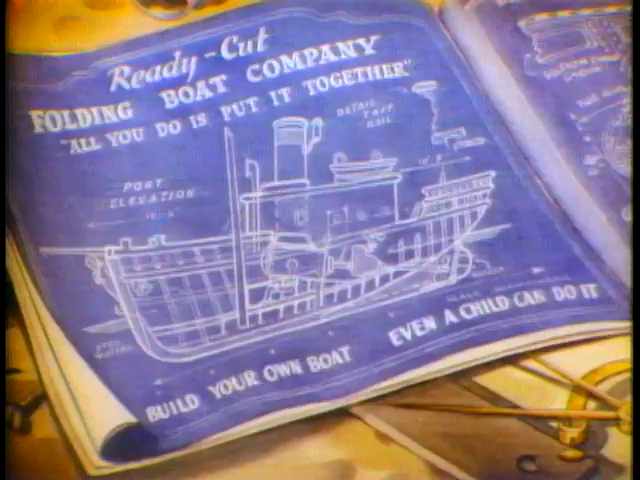 Ready-Cut
FOLDING BOAT COMPANY
"ALL YOU DO IS PUT IT TOGETHER"
DETAIL
RAIL
PORT
ELEVATION
BUILD YOUR OWN BOAT
EVEN A CHILD CAN DO IT